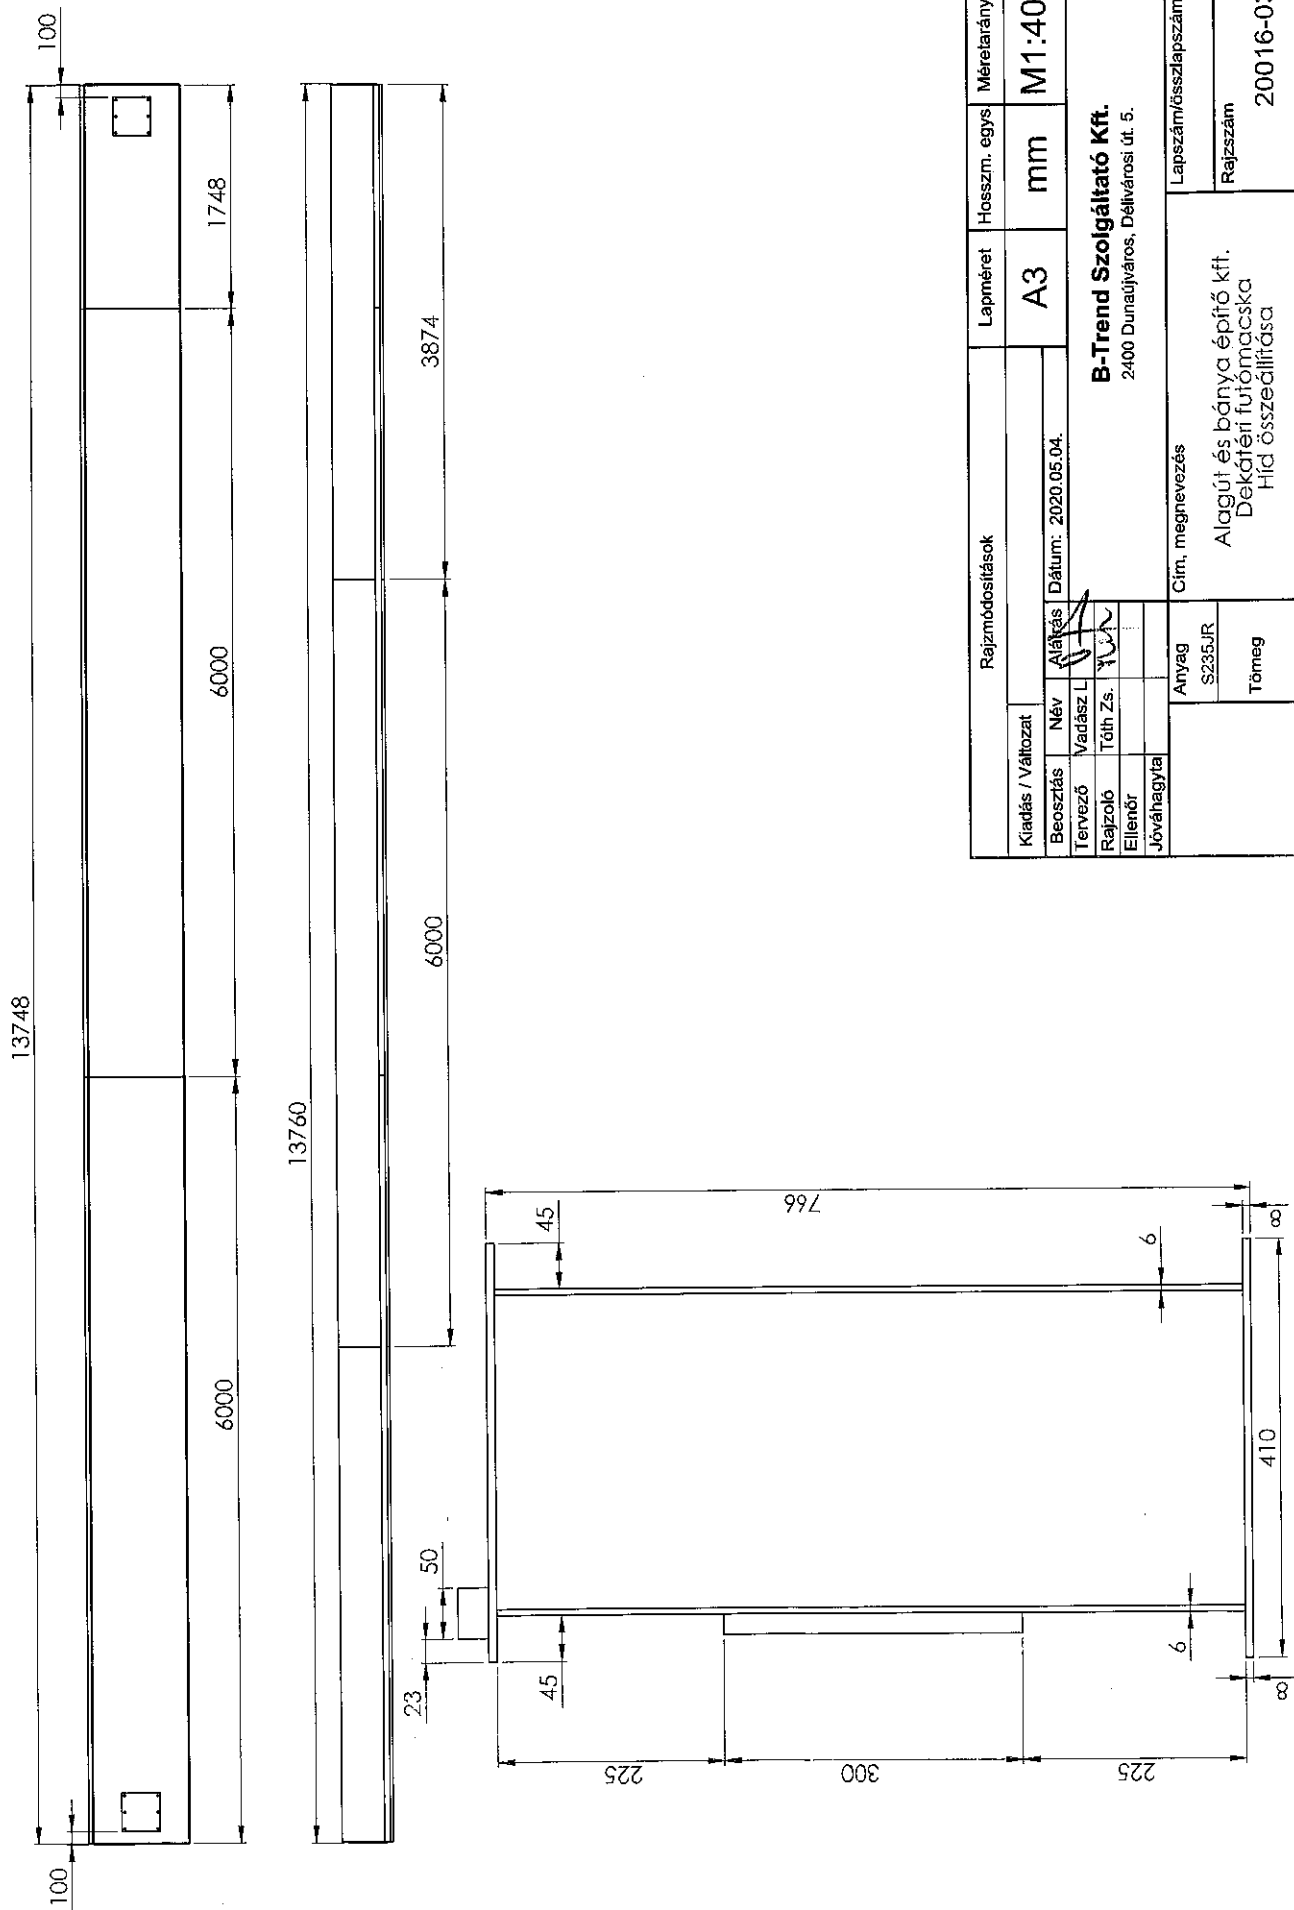 100
13748
1748
6000
6000
100
13760
3874
6000
766
45
6
8
410
50
23
45
6
8
225
300
225
Rajzmódosítások
Lapméret
Hosszm. egys.
Méretarány
A3
mm
M1:40
Kiadás / Változat
Beosztás
Név
Aláírás
Dátum: 2020.05.04.
Tervező
Vadász L
Rajzoló
Tóth Zs.
Ellenőr
Jóváhagyta
B-Trend Szolgáltató Kft.
2400 Dunaújváros, Délivárosi út. 5.
Anyag
S235JR
Tömeg
Cím, megnevezés
Alagút és bánya építő kft.
Dekátéri futómacska
Híd összeállítása
Lapszám/összlapszám
Rajzszám